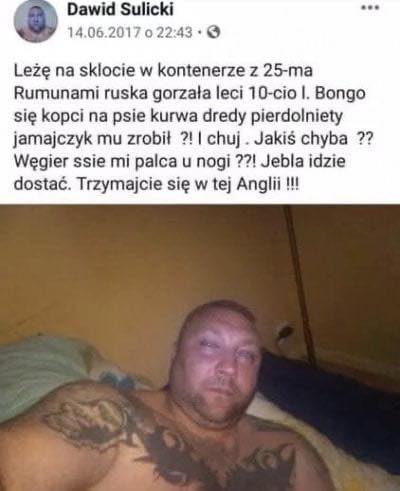 Dawid Sulicki
14.06.2017 o 22:43 ·
Leżę na sklocie w kontenerze z 25-ma
Rumunami ruska gorzała leci 10-cio l. Bongo
się kopci na psie kurwa dredy pierdolniety
jamajczyk mu zrobił ?! I chuj . Jakiś chyba ??
Węgier ssie mi palca u nogi ??! Jebla idzie
dostać. Trzymajcie się w tej Anglii !!!